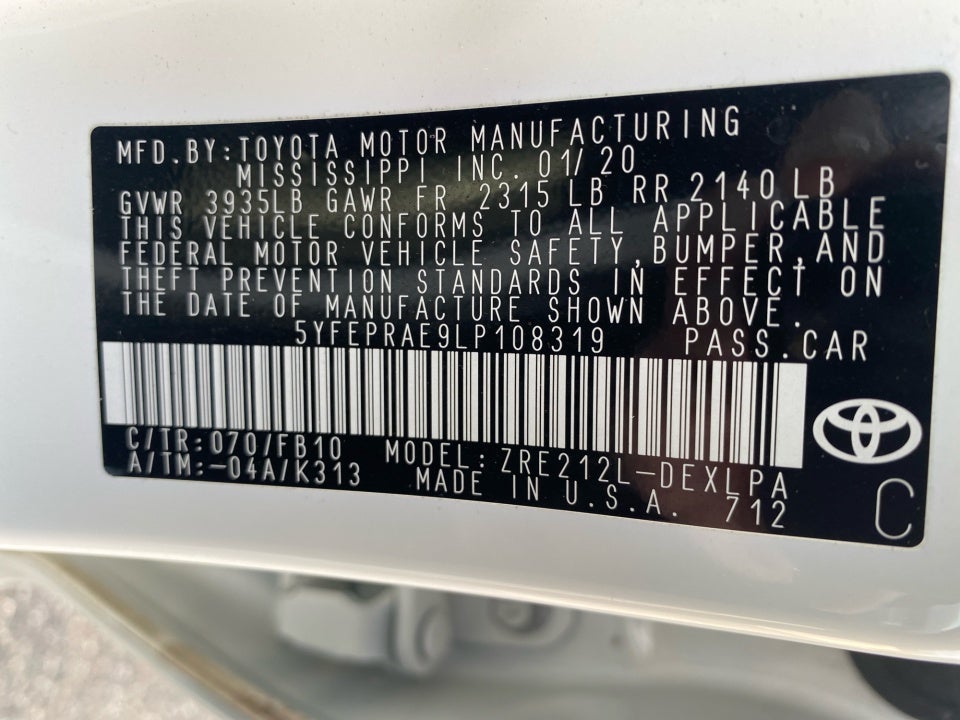 MFD.BY:TOYOTA MOTOR MANUFACTURING
MISSISSIPPI INC. 01/20
GVWR 3935LB GAWR FR 2315 LB RR 2140 LB
THIS VEHICLE CONFORMS TO ALL APPLICABLE
FEDERAL MOTOR VEHICLE SAFETY,BUMPER,AND
THEFT PREVENTION STANDARDS IN EFFECT ON
THE DATE OF MANUFACTURE SHOWN ABOVE.
5YFEPRAE9LP108319 PASS.CAR
C/TR:070/FB10 MODEL:ZRE212L-DEXLPA
A/TM:-04A/K313 MADE IN U.S.A. 712
C